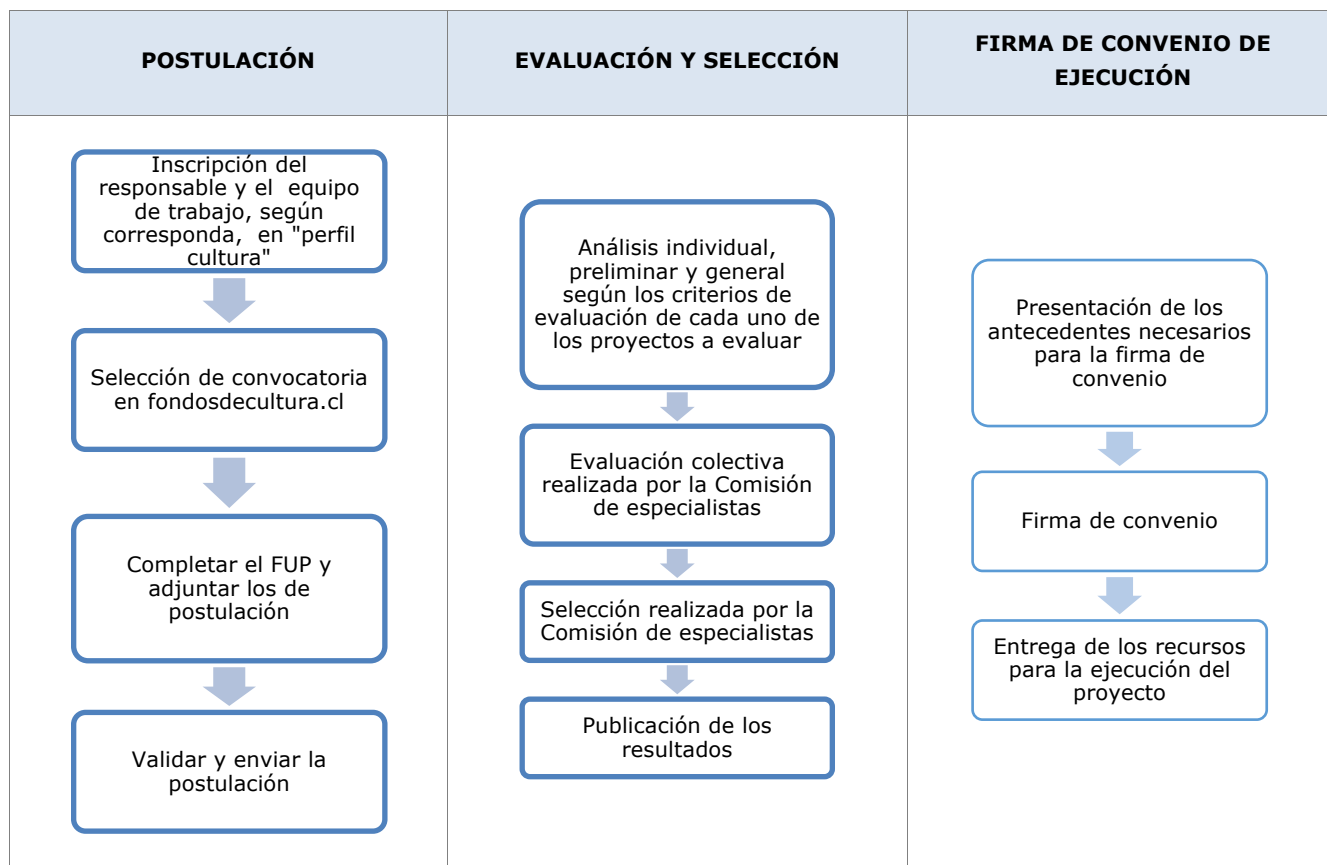 POSTULACIÓN
EVALUACIÓN Y SELECCIÓN
FIRMA DE CONVENIO DE
EJECUCIÓN
Inscripción del
responsable y el equipo
de trabajo, según
corresponda, en "perfil
cultura"
Selección de convocatoria
en fondosdecultura.cl
Completar el FUP y
adjuntar los de
postulación
Validar y enviar la
postulación
Análisis individual,
preliminar y general
según los criterios de
evaluación de cada uno de
los proyectos a evaluar
Evaluación colectiva
realizada por la Comisión
de especialistas
Selección realizada por la
Comisión de especialistas
Publicación de los
resultados
Presentación de los
antecedentes necesarios
para la firma de
convenio
Firma de convenio
Entrega de los recursos
para la ejecución del
proyecto